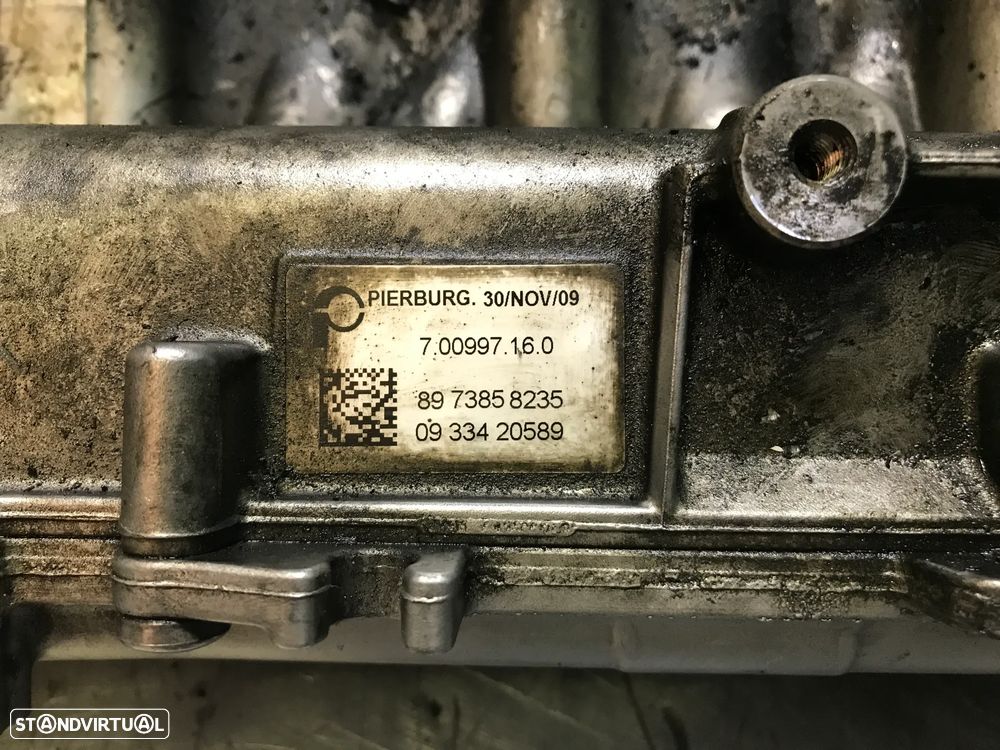 PIERBURG. 30/NOV/09
7.00997.16.0
89 7385 8235
09 334 20589
STANDVIRTUAL